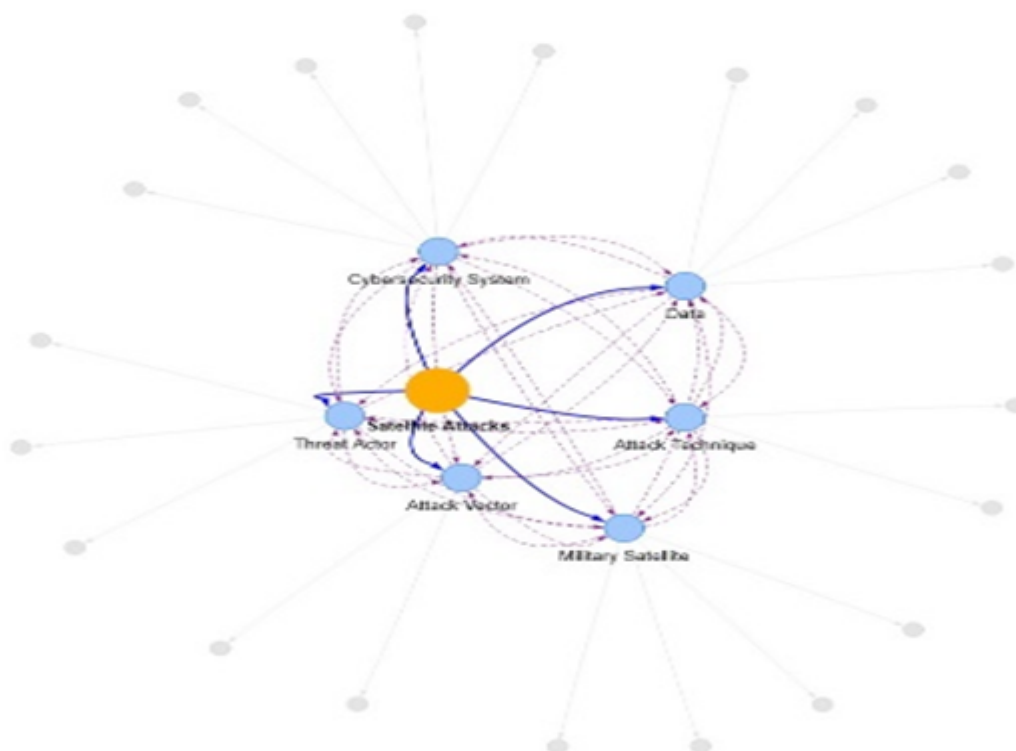 Cybersecurity System
Data
Satellite Attacks
Threat Actor
Attack Technique
Attack Vector
Military Satellite